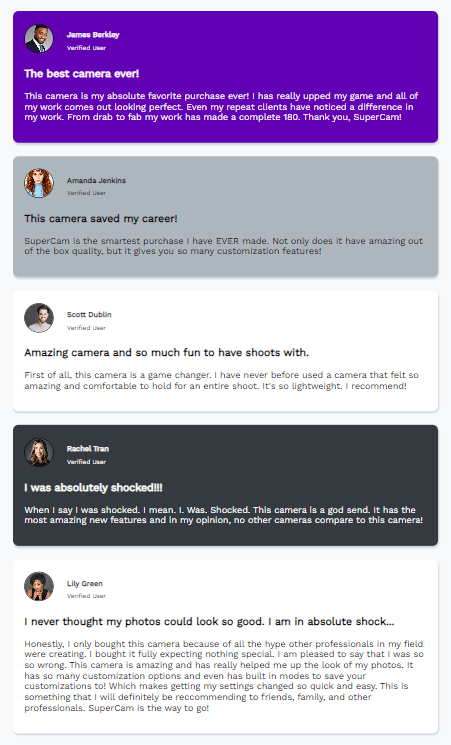 James Berkley
Verified User
The best camera ever!
This camera is my absolute favorite purchase ever! I has really upped my game and all of
my work comes out looking perfect. Even my repeat clients have noticed a difference in
my work. From drab to fab my work has made a complete 180. Thank you, SuperCam!
Amanda Jenkins
Verified User
This camera saved my career!
SuperCam is the smartest purchase I have EVER made. Not only does it have amazing out
of the box quality, but it gives you so many customization features!
Scott Dublin
Verified User
Amazing camera and so much fun to have shoots with.
First of all, this camera is a game changer. I have never before used a camera that felt so
amazing and comfortable to hold for an entire shoot. It's so lightweight. I recommend!
Rachel Tran
Verified User
I was absolutely shocked!!!
When I say I was shocked. I mean. I. Was. Shocked. This camera is a god send. It has the
most amazing new features and in my opinion, no other cameras compare to this camera!
Lily Green
Verified User
I never thought my photos could look so good. I am in absolute shock...
Honestly, I only bought this camera because of all the hype other professionals in my field
were creating. I bought it fully expecting nothing special. I am pleased to say that I was so
so wrong. This camera is amazing and has really helped me up the look of my photos. It
has so many customization options and even has built in modes to save your
customizations to! Which makes getting my settings changed so quick and easy. This is
something that I will definitely be reccommending to friends, family, and other
professionals. SuperCam is the way to go!